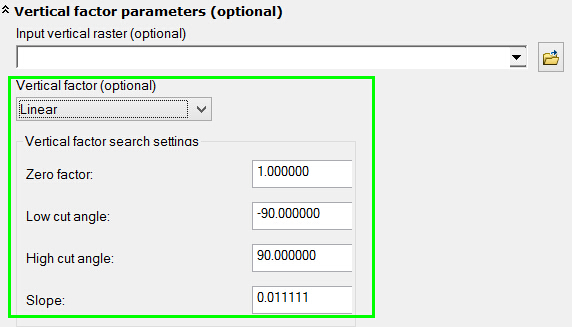 Vertical factor parameters (optional)
Input vertical raster (optional)
Vertical factor (optional)
Linear
Vertical factor search settings
Zero factor: 1.000000
Low cut angle: -90.000000
High cut angle: 90.000000
Slope: 0.011111